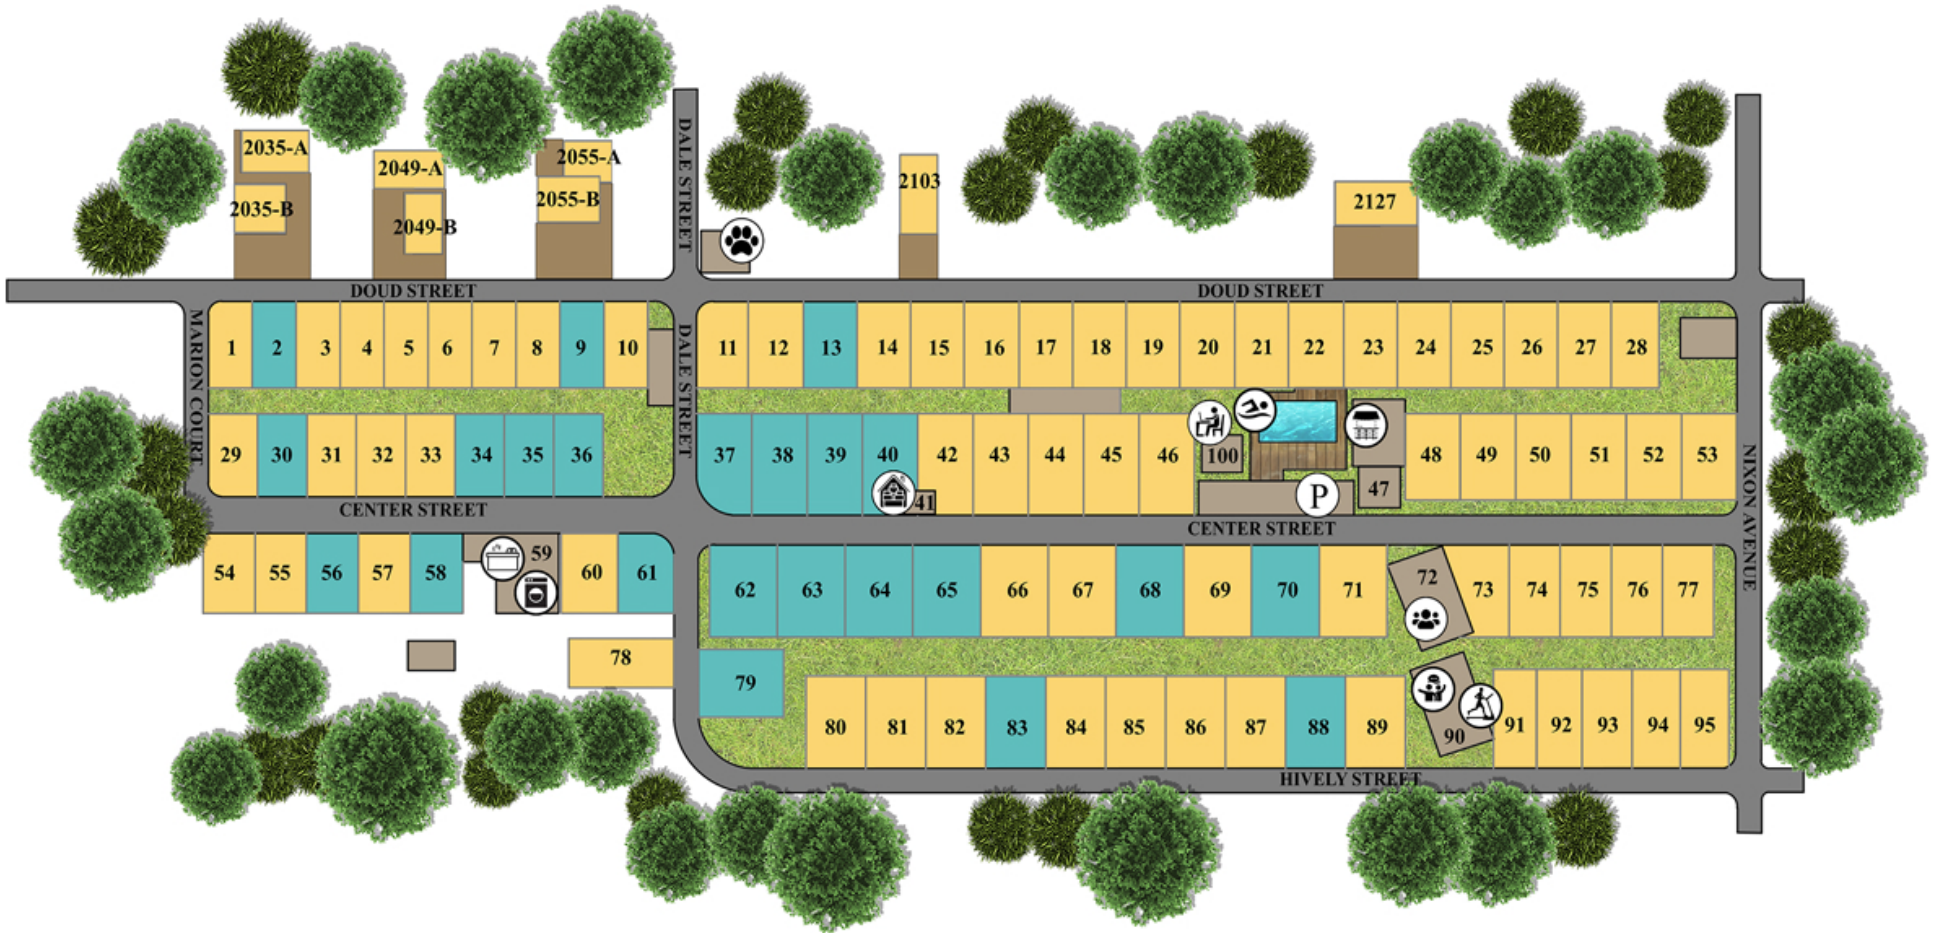 2035-A
2049-A
2055-A
2035-B
2049-B
2055-B
DALE STREET
2103
2127
DOUD STREET
DOUD STREET
MARION COURT
1 2 3 4 5 6 7 8 9 10
DALE STREET
11 12 13 14 15 16 17 18 19 20 21 22 23 24 25 26 27 28
29 30 31 32 33 34 35 36
37 38 39 40 41 42 43 44 45 46 100 47 48 49 50 51 52 53
P
NIXON AVENUE
CENTER STREET
CENTER STREET
54 55 56 57 58 59 60 61
62 63 64 65 66 67 68 69 70 71 72 73 74 75 76 77
78
79
80 81 82 83 84 85 86 87 88 89 90 91 92 93 94 95
HIVELY STREET